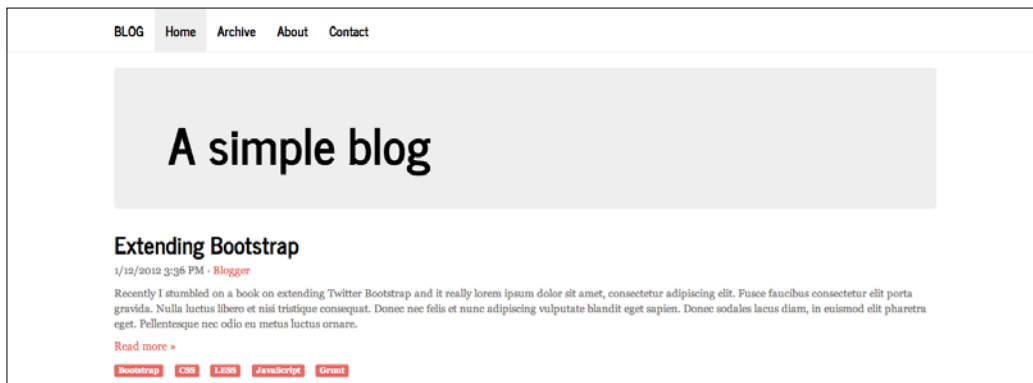 BLOG Home Archive About Contact
A simple blog
Extending Bootstrap
1/12/2012 3:36 PM - Blogger
Recently I stumbled on a book on extending Twitter Bootstrap and it really lorem ipsum dolor sit amet, consectetur adipiscing elit. Fusce faucibus consectetur elit porta
gravida. Nulla luctus libero et nisi tristique consequat. Donec nec felis et nunc adipiscing vulputate blandit eget sapien. Donec sodales lacus diam, in euismod elit pharetra
eget. Pellentesque nec odio eu metus luctus ornare.
Read more »
Bootstrap CSS LESS JavaScript Grunt